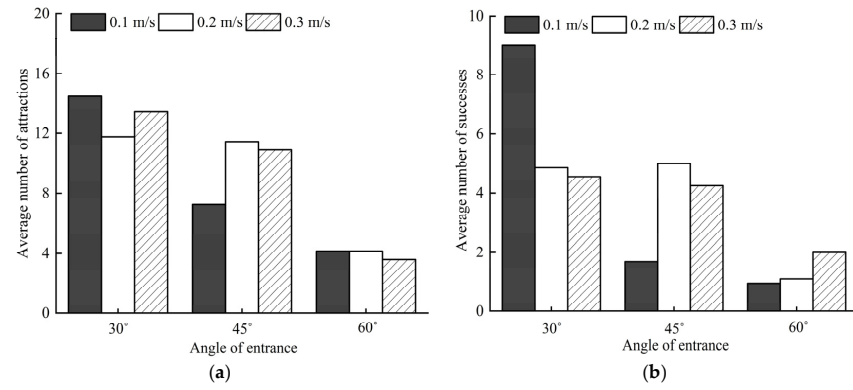 20
16
12
8
4
0
0.1 m/s 0.2 m/s 0.3 m/s
Average number of attractions
30° 45° 60°
Angle of entrance
(a)
10
8
6
4
2
0
0.1 m/s 0.2 m/s 0.3 m/s
Average number of successes
30° 45° 60°
Angle of entrance
(b)